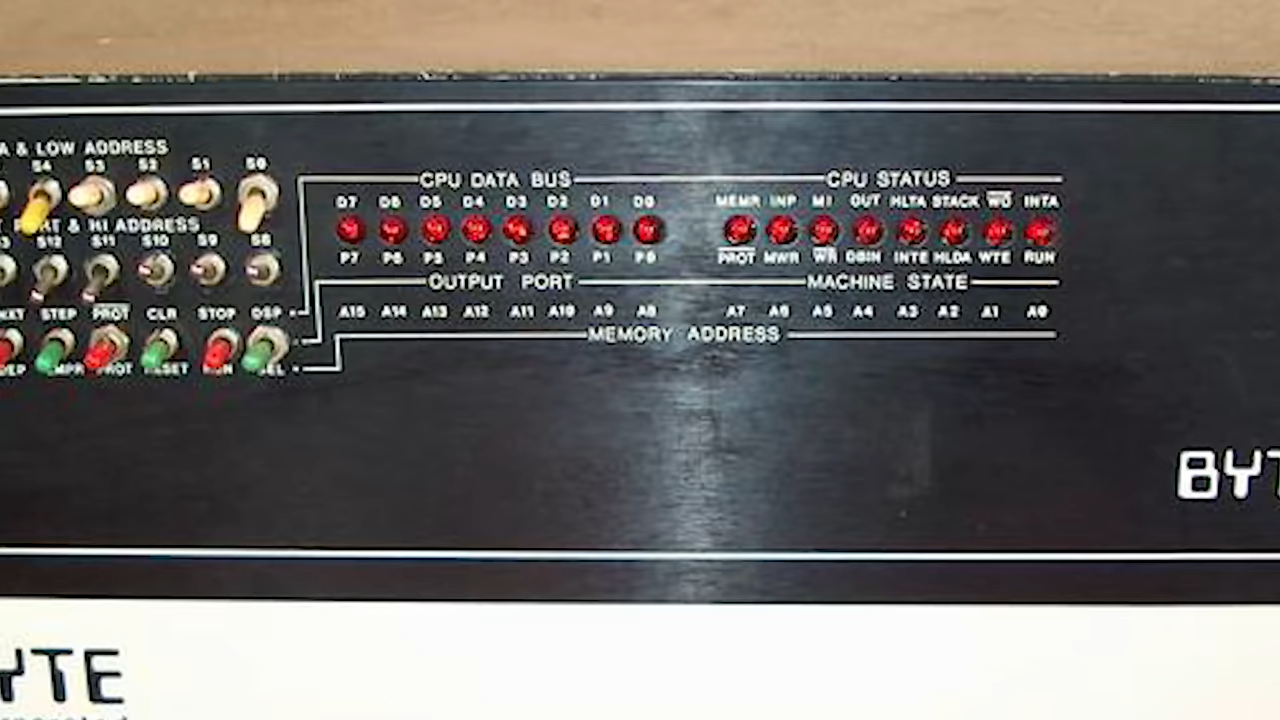 A & LOW ADDRESS
S4 S3 S2 S1 S0
CPU DATA BUS CPU STATUS
D7 D6 D5 D4 D3 D2 D1 D0 MEMR INP M1 OUT HLTA STACK WO INTA
& HI ADDRESS
S12 S11 S10 S9 S8
P7 P6 P5 P4 P3 P2 P1 P0 PROT MWR WR DBIN INTE HLDA WTE RUN
OUTPUT PORT MACHINE STATE
STEP PROT CLR STOP DSP
A15 A14 A13 A12 A11 A10 A9 A8 A7 A6 A5 A4 A3 A2 A1 A0
MEMORY ADDRESS
BYT
YTE